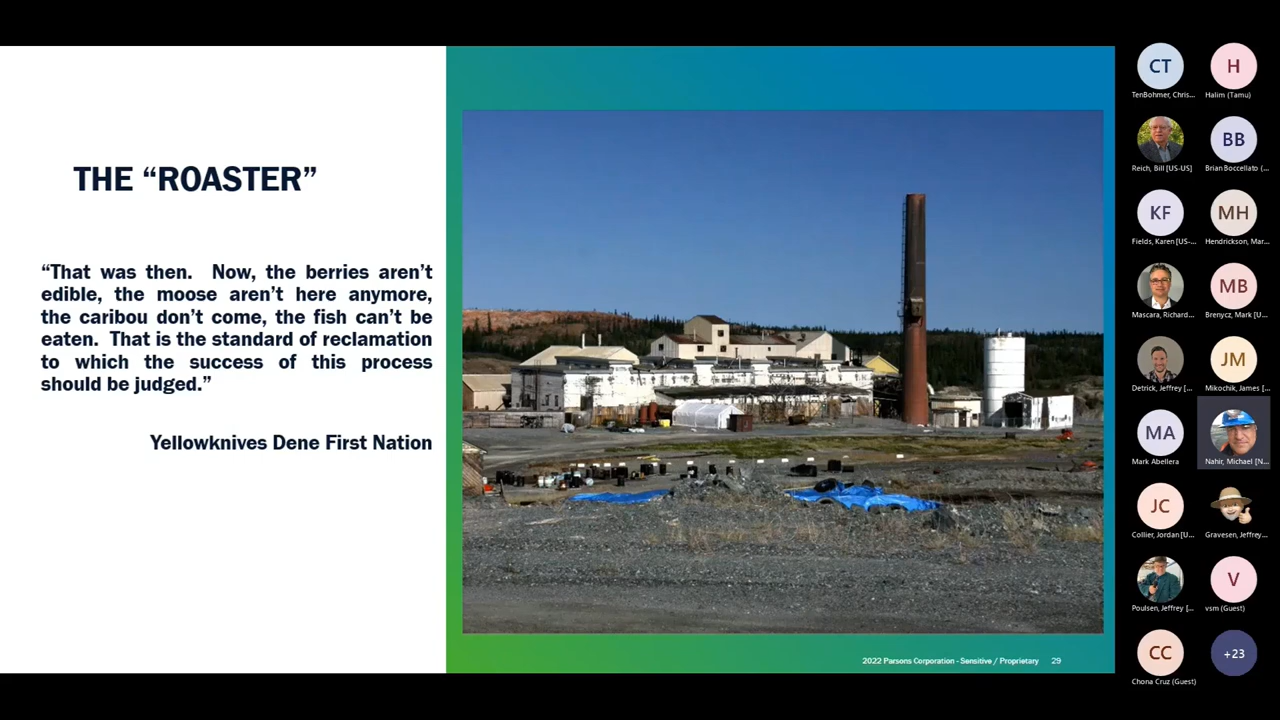 THE “ROASTER”
“That was then. Now, the berries aren’t
edible, the moose aren’t here anymore,
the caribou don’t come, the fish can’t be
eaten. That is the standard of reclamation
to which the success of this process
should be judged.”
Yellowknives Dene First Nation
2022 Parsons Corporation - Sensitive / Proprietary 29
CT H
TenBohmer, Chris... Halim (Tamu)
BB
Reich, Bill [US-US] Brian Boccellato (...
KF MH
Fields, Karen [US-... Hendrickson, Mar...
MB
Mascara, Richard... Brenycz, Mark [U...
JM
Detrick, Jeffrey [... Mikochik, James [...
MA
Mark Abellera Nahir, Michael [N...
JC
Collier, Jordan [U... Gravesen, Jeffrey...
V
Poulsen, Jeffrey [... vsm (Guest)
CC +23
Chona Cruz (Guest)